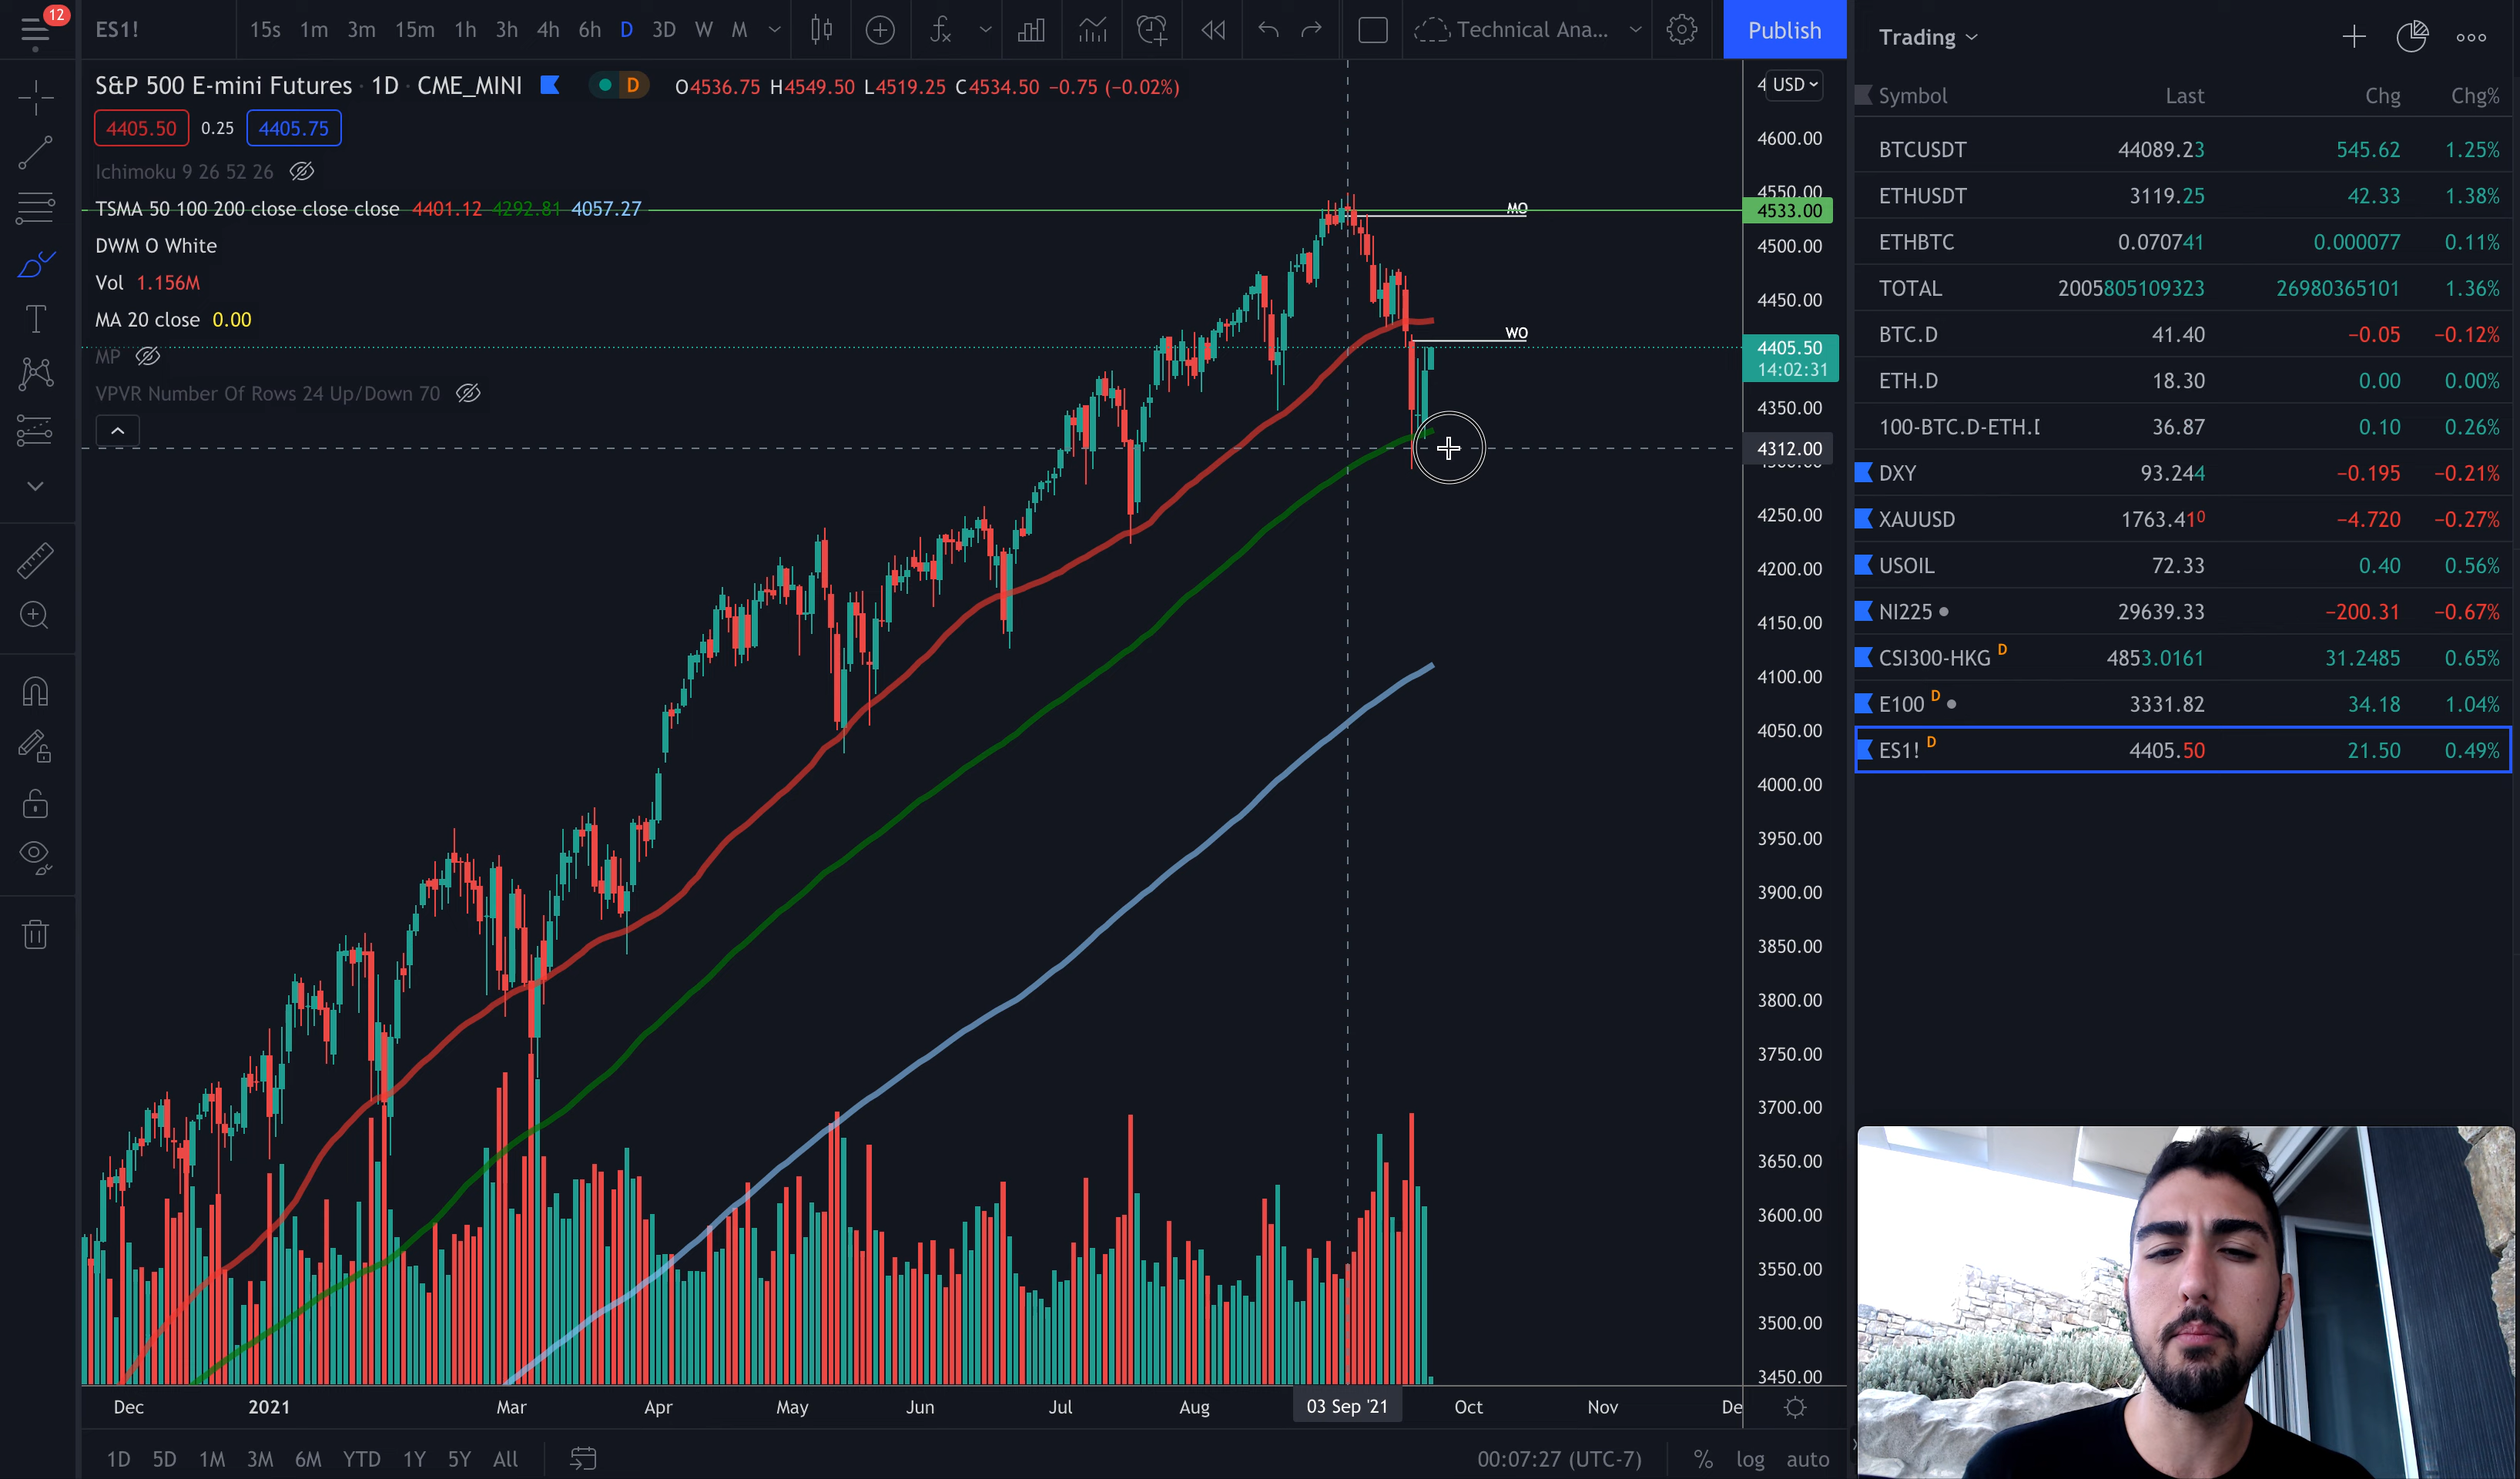 12
ES1! 15s 1m 3m 15m 1h 3h 4h 6h D 3D W M Technical Ana... Publish
S&P 500 E-mini Futures · 1D · CME_MINI D O4536.75 H4549.50 L4519.25 C4534.50 −0.75 (−0.02%)
4405.50 0.25 4405.75
Ichimoku 9 26 52 26
TSMA 50 100 200 close close close 4401.12 4292.81 4057.27
DWM O White
Vol 1.156M
MA 20 close 0.00
MP
VPVR Number Of Rows 24 Up/Down 70
MO
WO
USD
4600.00
4550.00
4533.00
4500.00
4450.00
4405.50
14:02:31
4350.00
4312.00
4250.00
4200.00
4150.00
4100.00
4050.00
4000.00
3950.00
3900.00
3850.00
3800.00
3750.00
3700.00
3650.00
3600.00
3550.00
3500.00
3450.00
Dec 2021 Mar Apr May Jun Jul Aug 03 Sep '21 Oct Nov De
1D 5D 1M 3M 6M YTD 1Y 5Y All 00:07:27 (UTC-7) % log auto
Trading
Symbol Last Chg Chg%
BTCUSDT 44089.23 545.62 1.25%
ETHUSDT 3119.25 42.33 1.38%
ETHBTC 0.070741 0.000077 0.11%
TOTAL 2005805109323 26980365101 1.36%
BTC.D 41.40 −0.05 −0.12%
ETH.D 18.30 0.00 0.00%
100-BTC.D-ETH.D 36.87 0.10 0.26%
DXY 93.244 −0.195 −0.21%
XAUUSD 1763.410 −4.720 −0.27%
USOIL 72.33 0.40 0.56%
NI225 29639.33 −200.31 −0.67%
CSI300-HKG D 4853.0161 31.2485 0.65%
E100 D 3331.82 34.18 1.04%
ES1! D 4405.50 21.50 0.49%